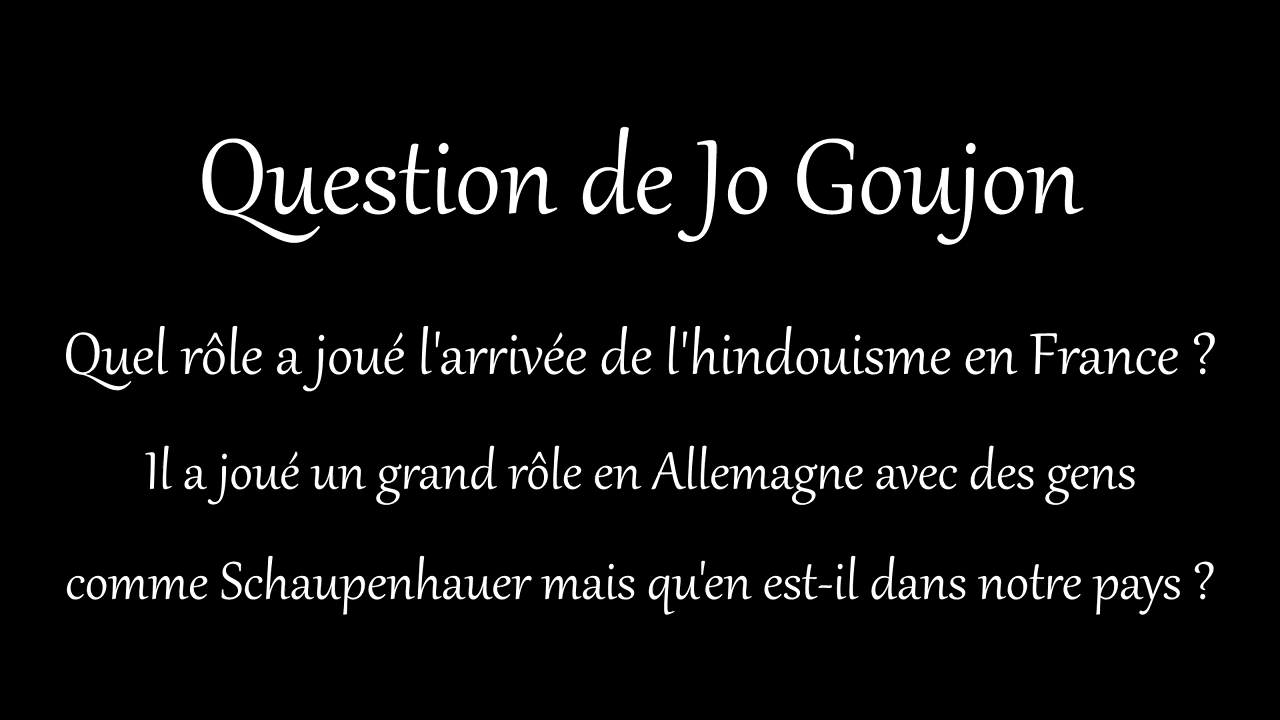 Question de Jo Goujon
Quel rôle a joué l'arrivée de l'hindouisme en France ?
Il a joué un grand rôle en Allemagne avec des gens
comme Schaupenhauer mais qu'en est-il dans notre pays ?